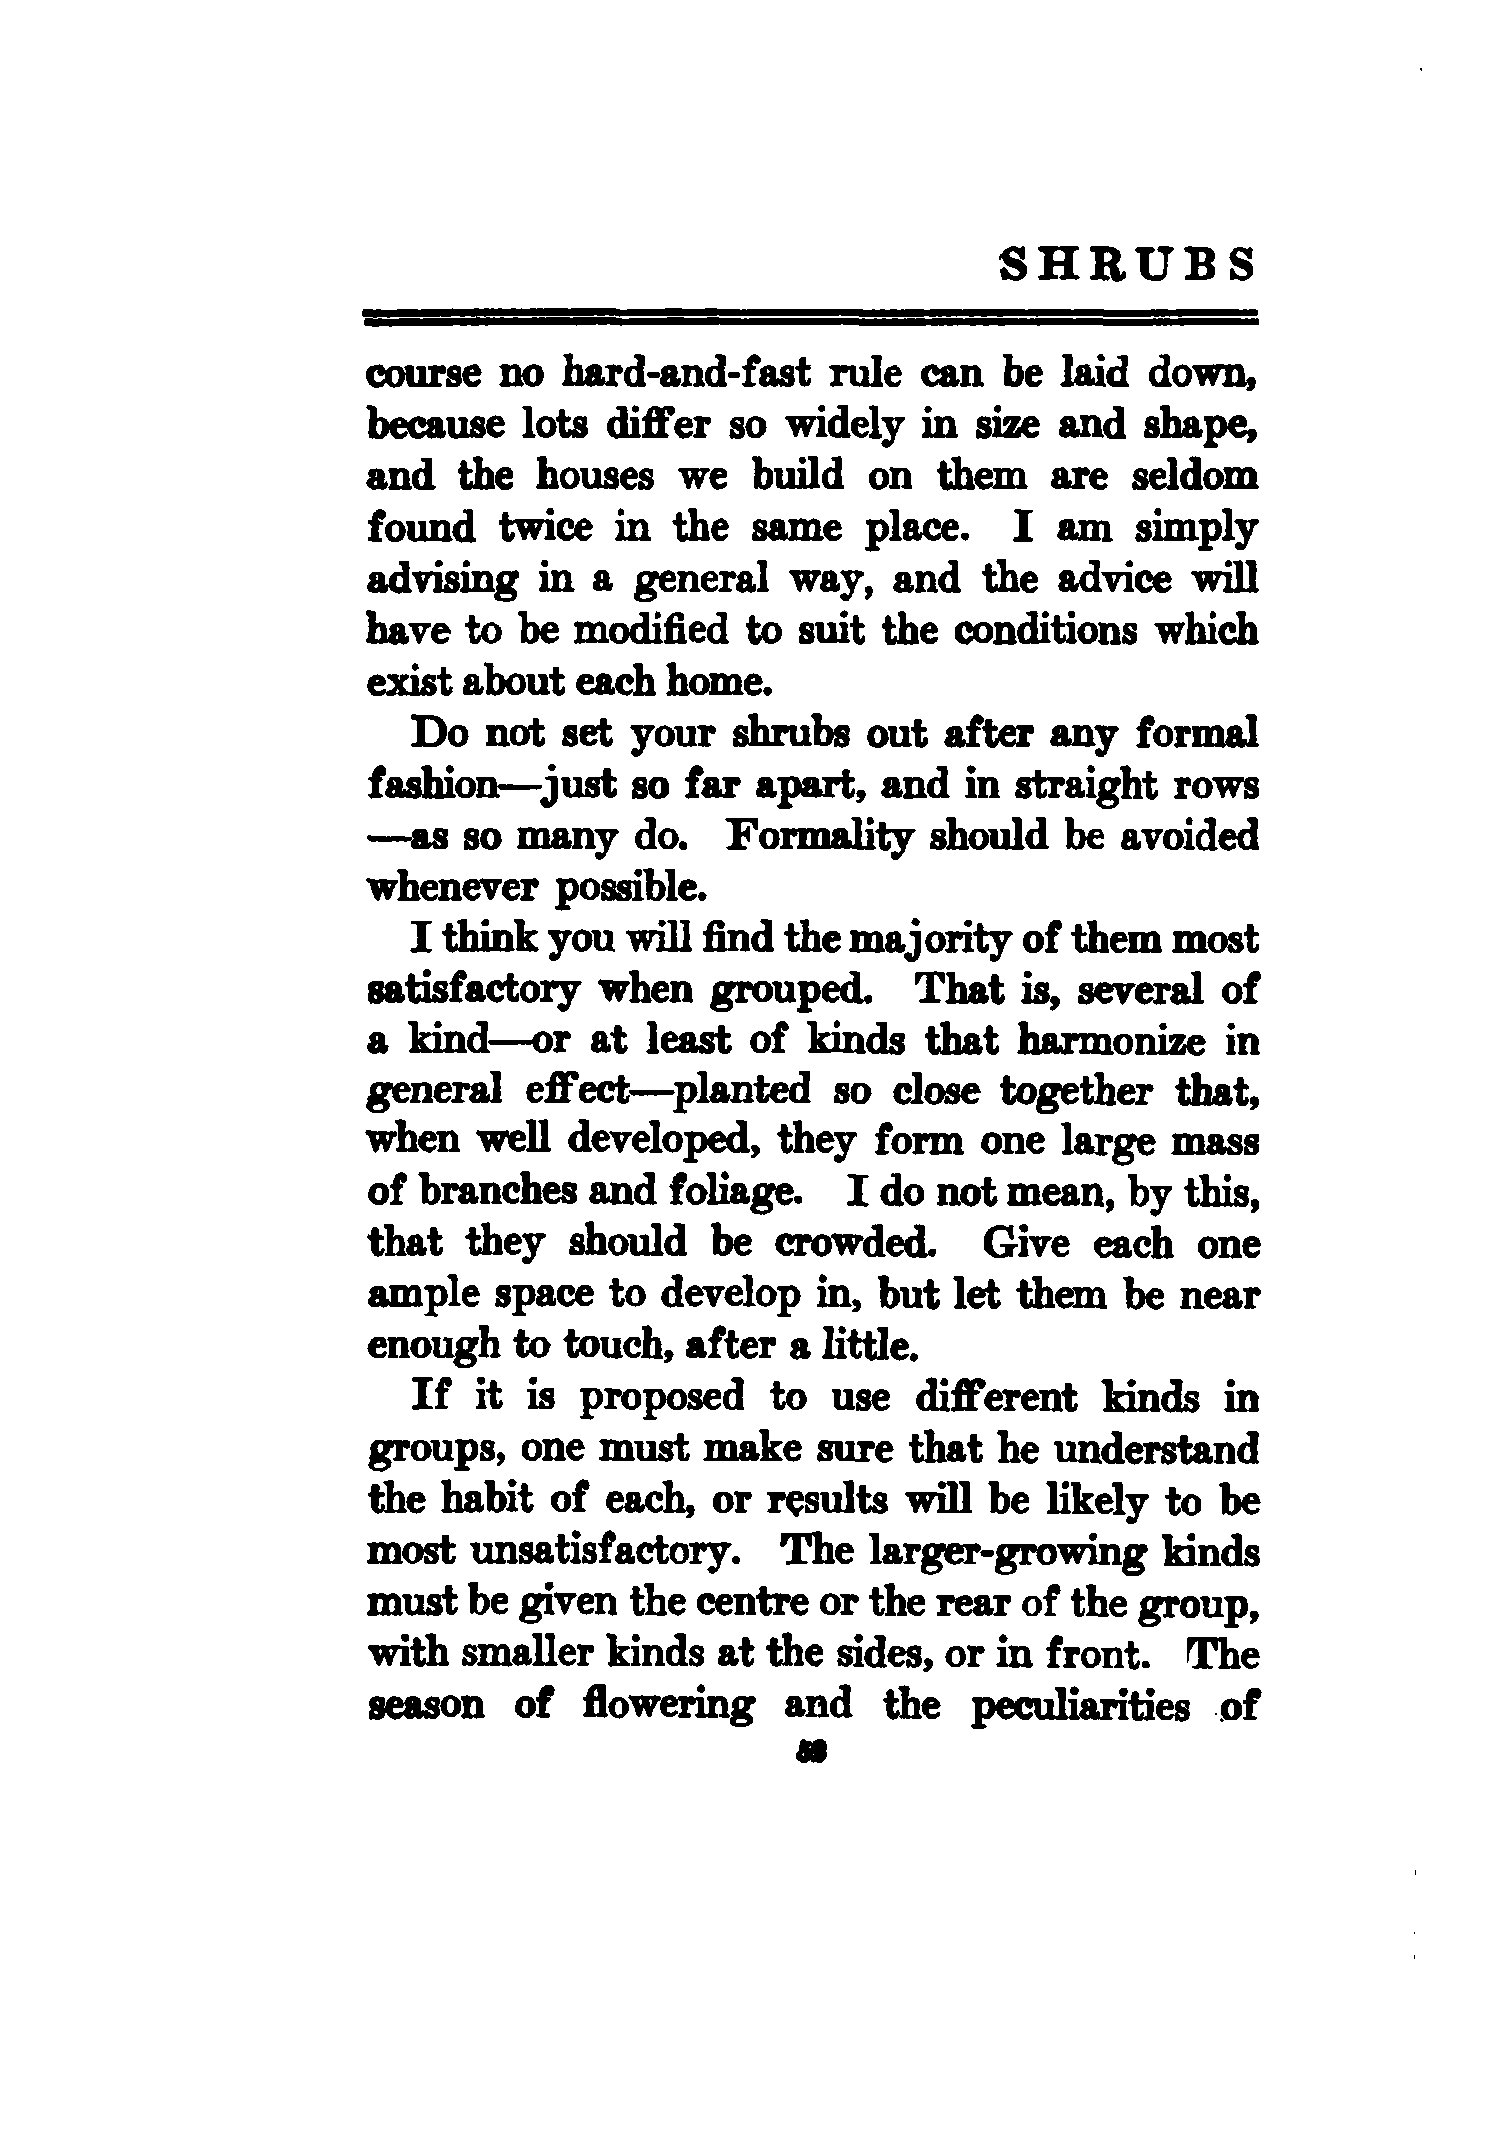 SHRUBS
course no hard-and-fast rule can be laid down,
because lots differ so widely in size and shape,
and the houses we build on them are seldom
found twice in the same place. I am simply
advising in a general way, and the advice will
have to be modified to suit the conditions which
exist about each home.
Do not set your shrubs out after any formal
fashion—just so far apart, and in straight rows
—as so many do. Formality should be avoided
whenever possible.
I think you will find the majority of them most
satisfactory when grouped. That is, several of
a kind—or at least of kinds that harmonize in
general effect—planted so close together that,
when well developed, they form one large mass
of branches and foliage. I do not mean, by this,
that they should be crowded. Give each one
ample space to develop in, but let them be near
enough to touch, after a little.
If it is proposed to use different kinds in
groups, one must make sure that he understand
the habit of each, or results will be likely to be
most unsatisfactory. The larger-growing kinds
must be given the centre or the rear of the group,
with smaller kinds at the sides, or in front. The
season of flowering and the peculiarities of